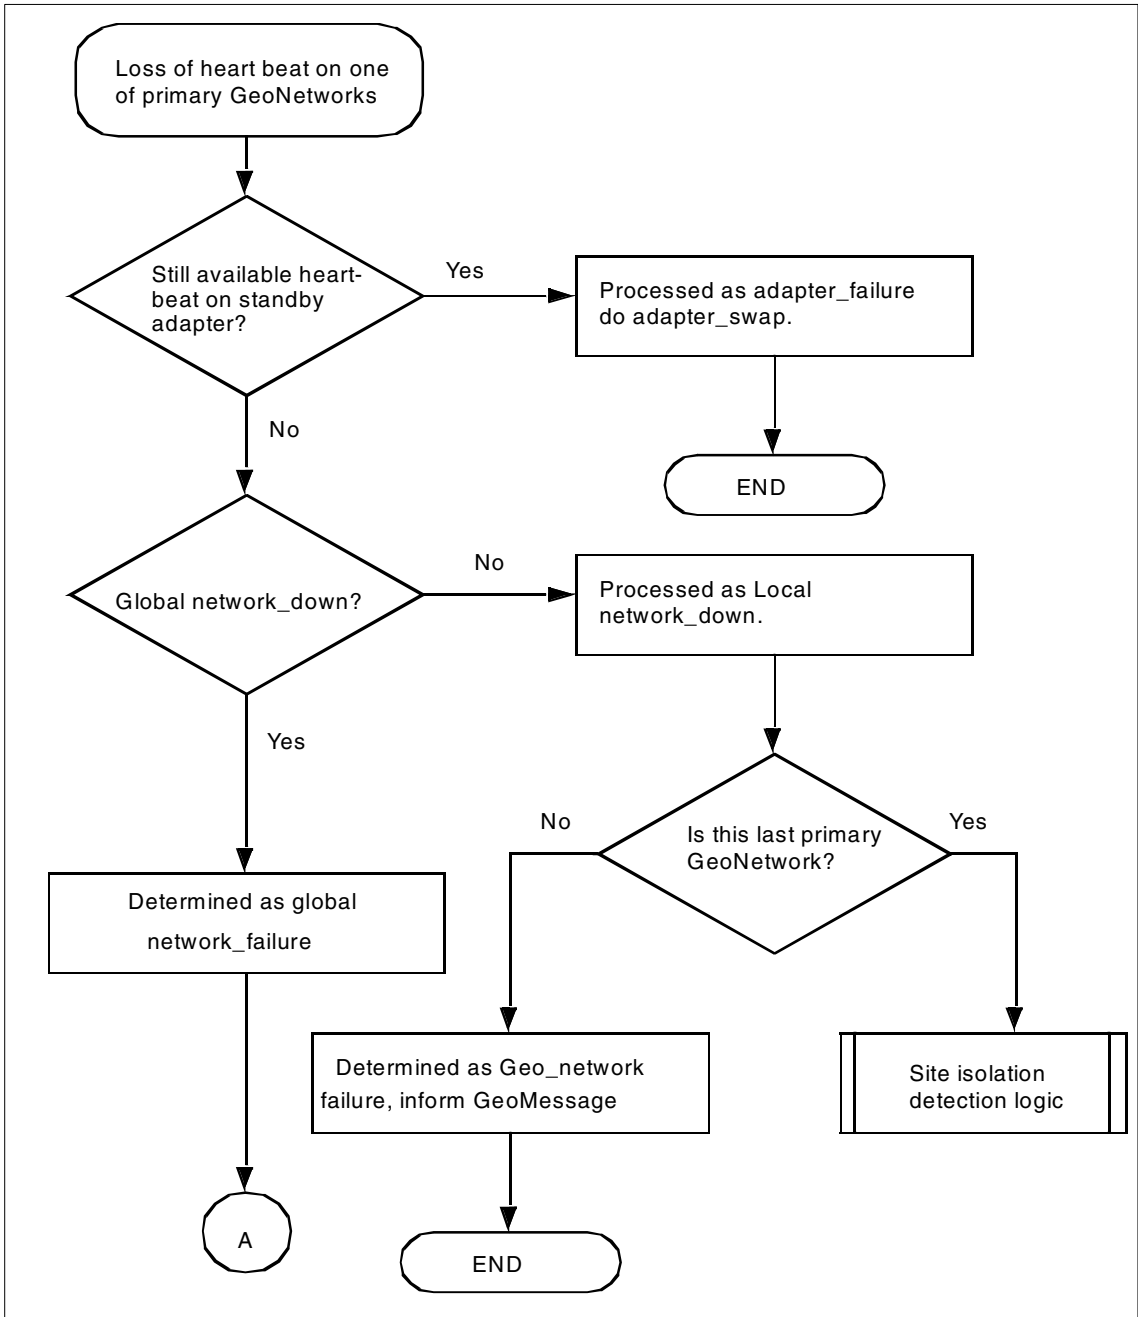 Loss of heart beat on one
of primary GeoNetworks
Still available heart-
beat on standby
adapter?
Yes
Processed as adapter_failure
do adapter_swap.
No
END
Global network_down?
No
Processed as Local
network_down.
Yes
Is this last primary
GeoNetwork?
No
Yes
Determined as global
network_failure
Determined as Geo_network
failure, inform GeoMessage
Site isolation
detection logic
A
END